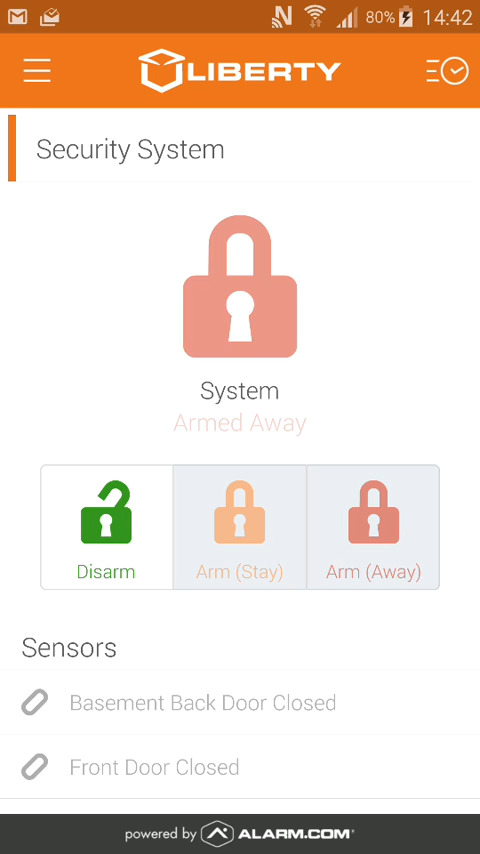 80% 14:42
LIBERTY
Security System
System
Armed Away
Disarm Arm (Stay) Arm (Away)
Sensors
Basement Back Door Closed
Front Door Closed
powered by ALARM.COM